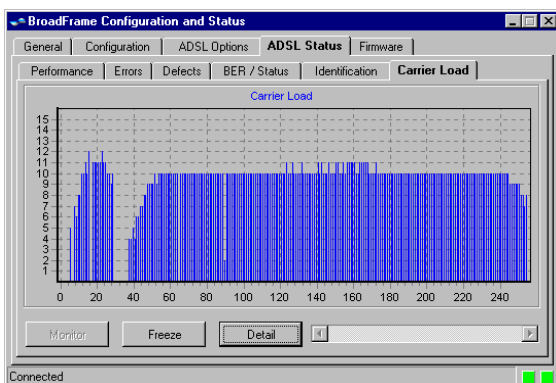 BroadFrame Configuration and Status
General Configuration ADSL Options ADSL Status Firmware
Performance Errors Defects BER / Status Identification Carrier Load
Carrier Load
15
14
13
12
11
10
9
8
7
6
5
4
3
2
1
0 20 40 60 80 100 120 140 160 180 200 220 240
Monitor Freeze Detail
Connected